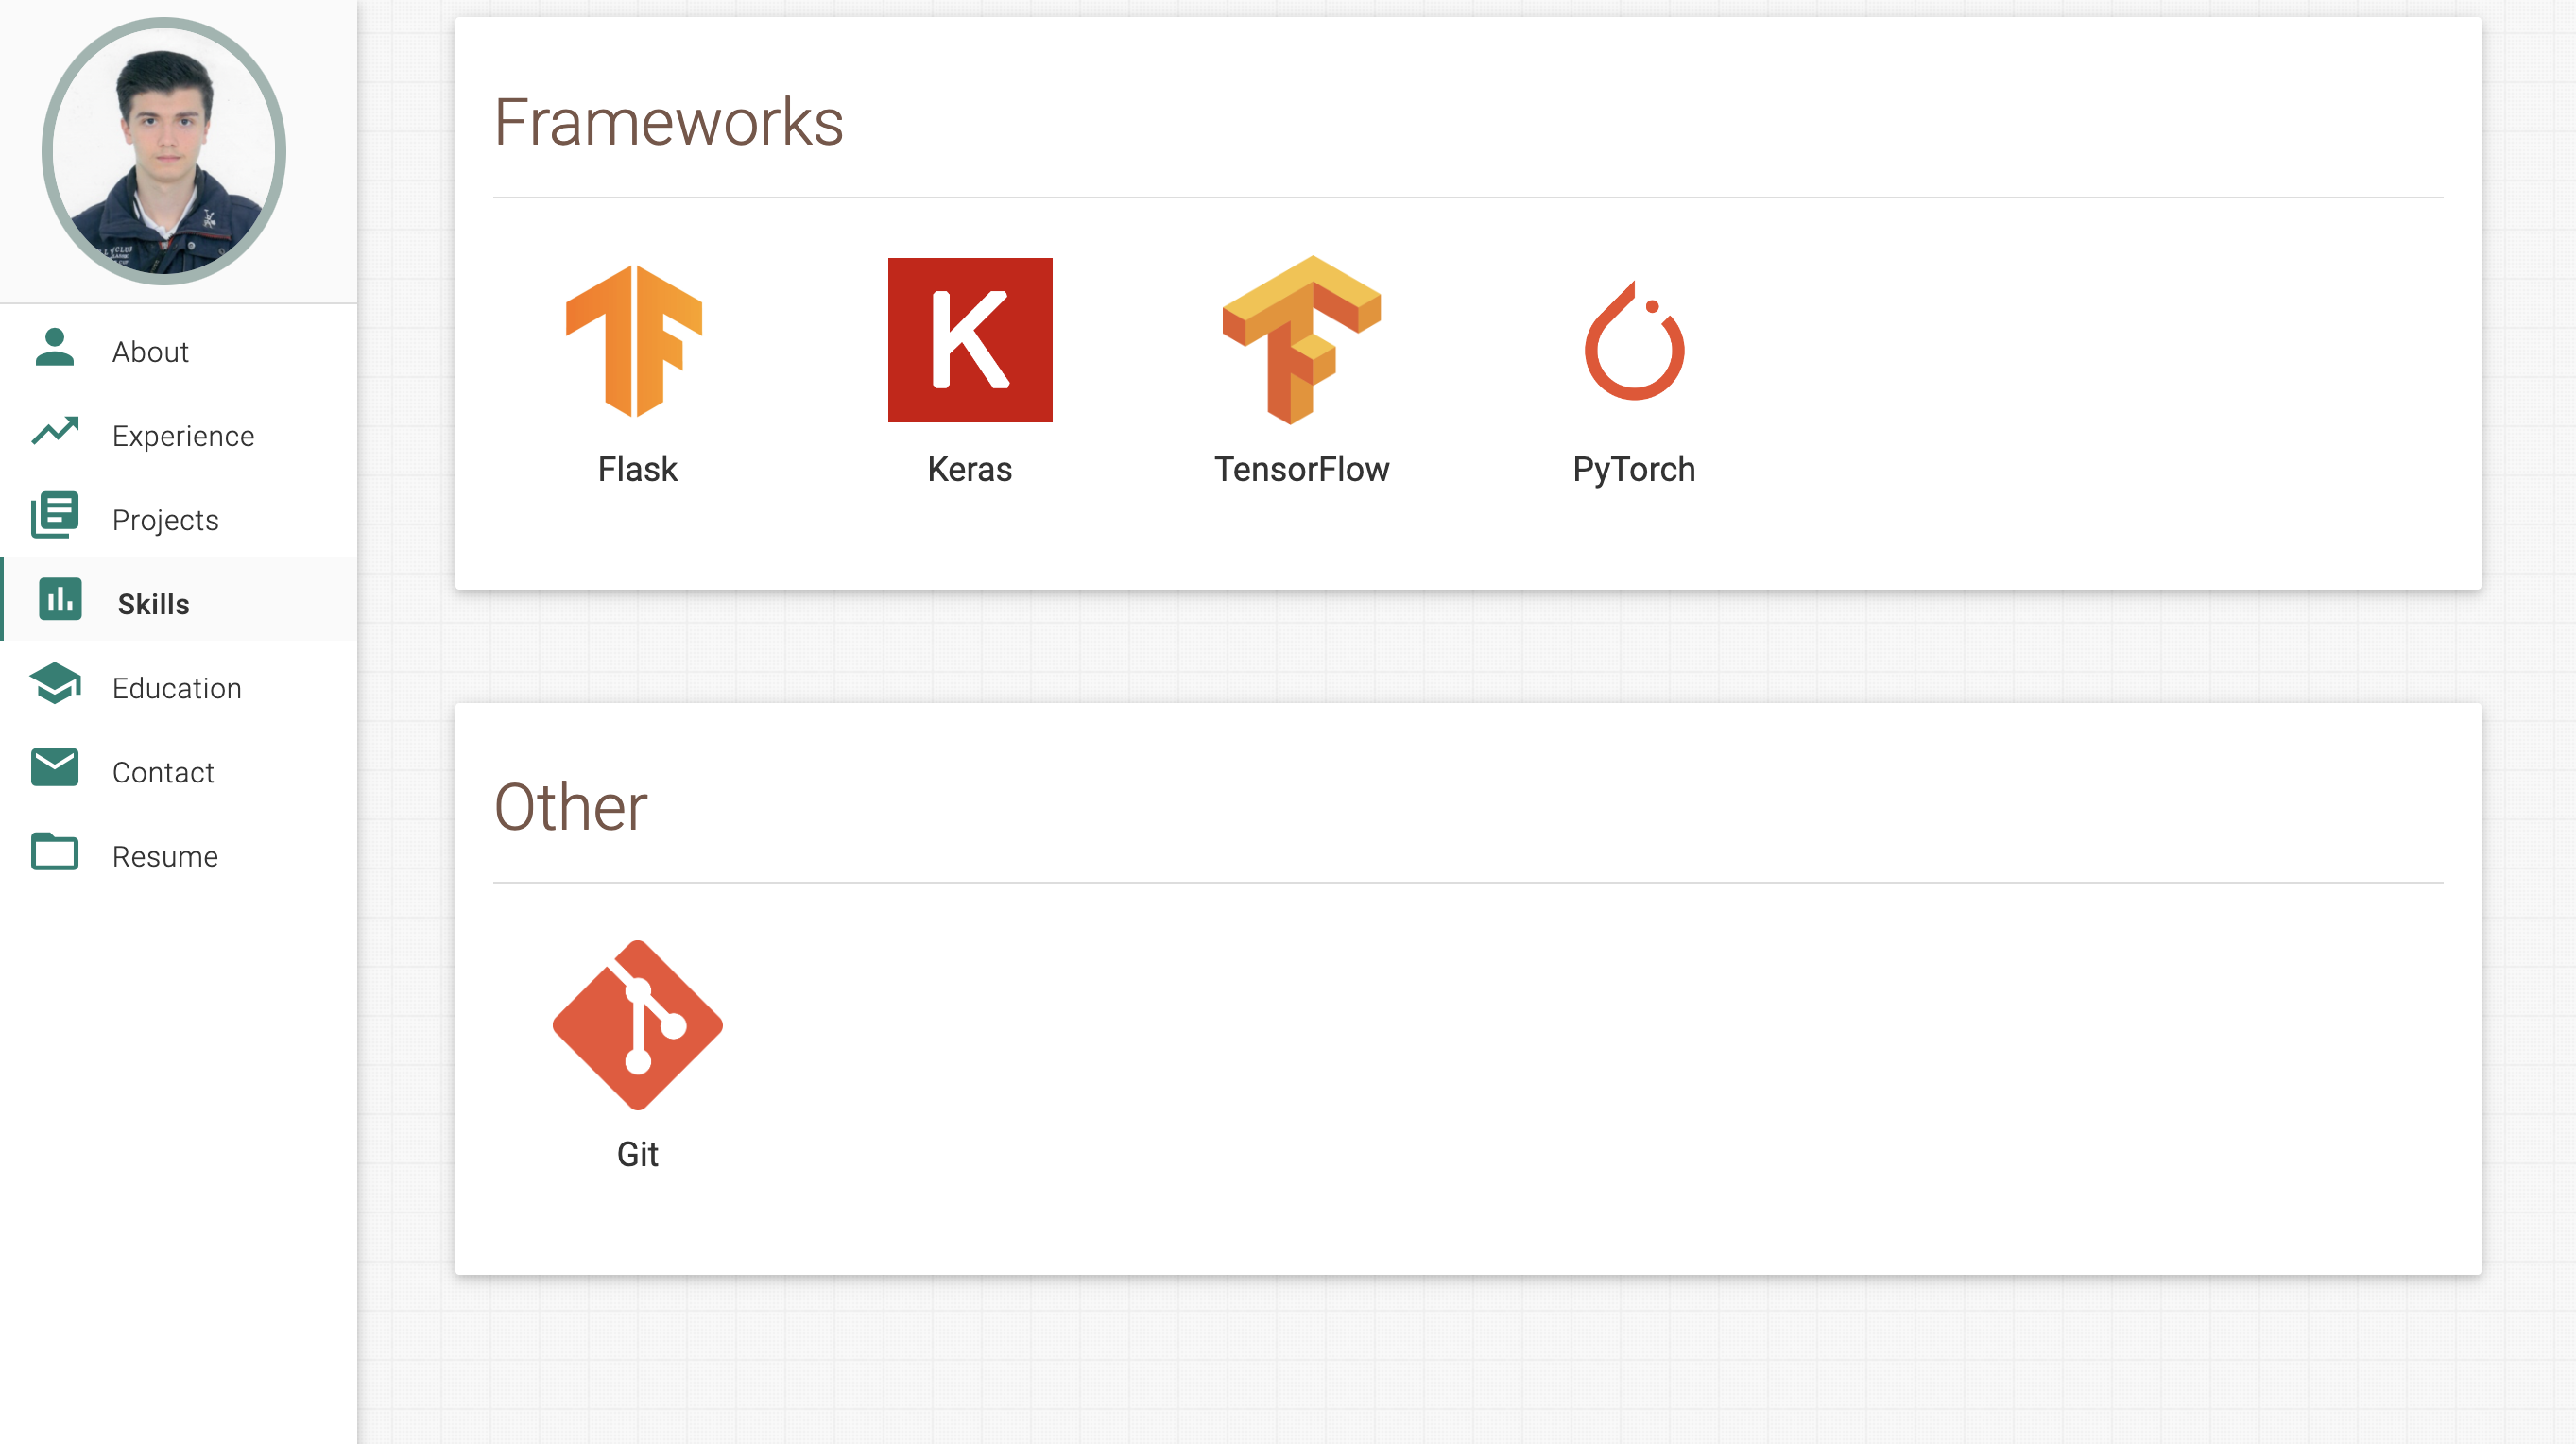 About
Experience
Projects
Skills
Education
Contact
Resume
Frameworks
Flask
Keras
TensorFlow
PyTorch
Other
Git